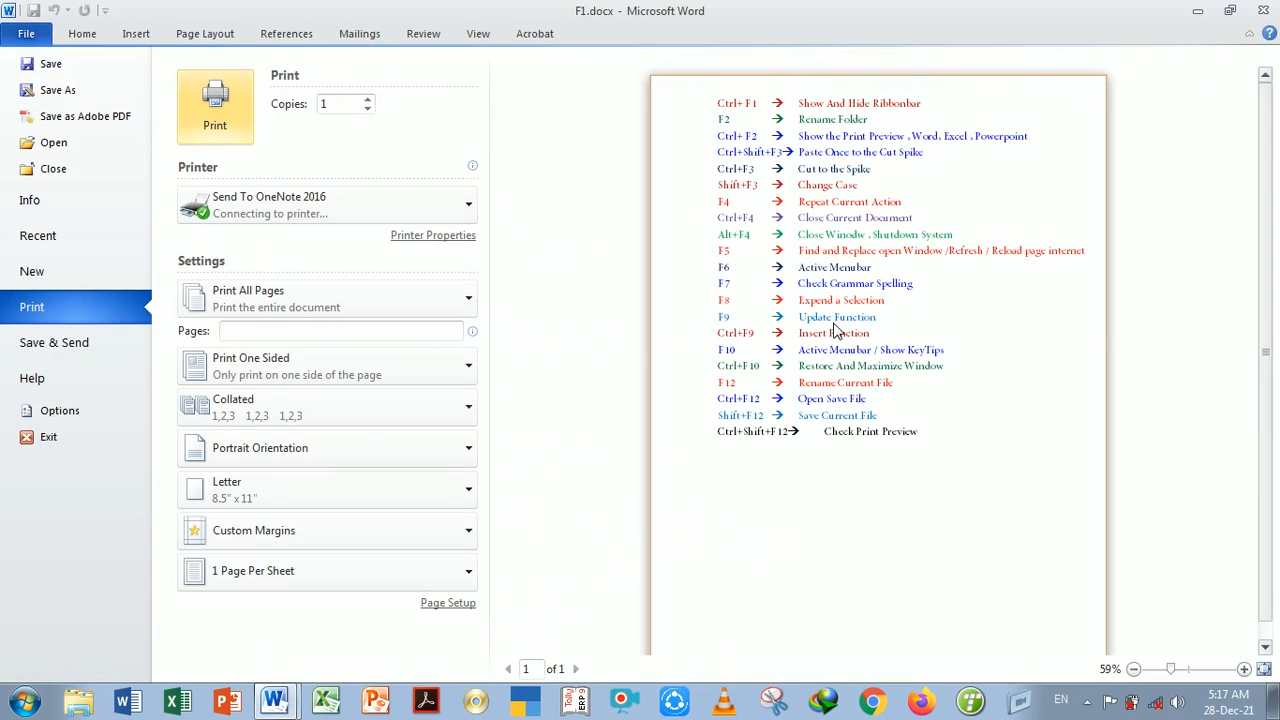 F1.docx - Microsoft Word
File Home Insert Page Layout References Mailings Review View Acrobat
Save
Save As
Save as Adobe PDF
Open
Close
Info
Recent
New
Print
Save & Send
Help
Options
Exit
Print
Print
Copies: 1
Printer
Send To OneNote 2016
Connecting to printer...
Printer Properties
Settings
Print All Pages
Print the entire document
Pages:
Print One Sided
Only print on one side of the page
Collated
1,2,3 1,2,3 1,2,3
Portrait Orientation
Letter
8.5" x 11"
Custom Margins
1 Page Per Sheet
Page Setup
Ctrl+ F1 → Show And Hide Ribbonbar
F2 → Rename Folder
Ctrl+ F2 → Show the Print Preview , Word, Excel , Powerpoint
Ctrl+Shift+F3→ Paste Once to the Cut Spike
Ctrl+F3 → Cut to the Spike
Shift+F3 → Change Case
F4 → Repeat Current Action
Ctrl+F4 → Close Current Document
Alt+F4 → Close Winodw , Shutdown System
F5 → Find and Replace open Window /Refresh / Reload page internet
F6 → Active Menubar
F7 → Check Grammar Spelling
F8 → Expend a Selection
F9 → Update Function
Ctrl+F9 → Insert Function
F10 → Active Menubar / Show KeyTips
Ctrl+F10 → Restore And Maximize Window
F12 → Rename Current File
Ctrl+F12 → Open Save File
Shift+F12 → Save Current File
Ctrl+Shift+F12→ Check Print Preview
1 of 1
59%
Tally ERP 9
EN
5:17 AM
28-Dec-21